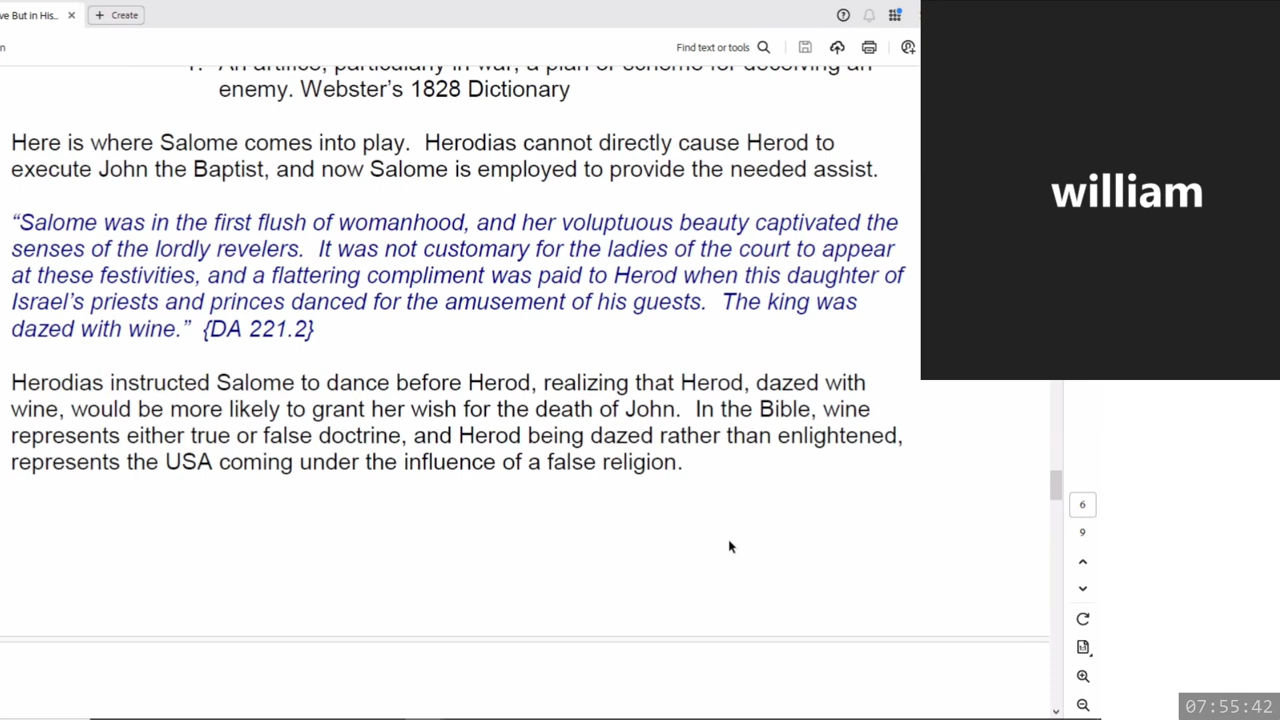 ve But in His...
Create
Find text or tools
n
enemy. Webster's 1828 Dictionary
Here is where Salome comes into play.  Herodias cannot directly cause Herod to
execute John the Baptist, and now Salome is employed to provide the needed assist.
"Salome was in the first flush of womanhood, and her voluptuous beauty captivated the
senses of the lordly revelers.  It was not customary for the ladies of the court to appear
at these festivities, and a flattering compliment was paid to Herod when this daughter of
Israel's priests and princes danced for the amusement of his guests.  The king was
dazed with wine."  {DA 221.2}
Herodias instructed Salome to dance before Herod, realizing that Herod, dazed with
wine, would be more likely to grant her wish for the death of John.  In the Bible, wine
represents either true or false doctrine, and Herod being dazed rather than enlightened,
represents the USA coming under the influence of a false religion.
william
6
9
07:55:42